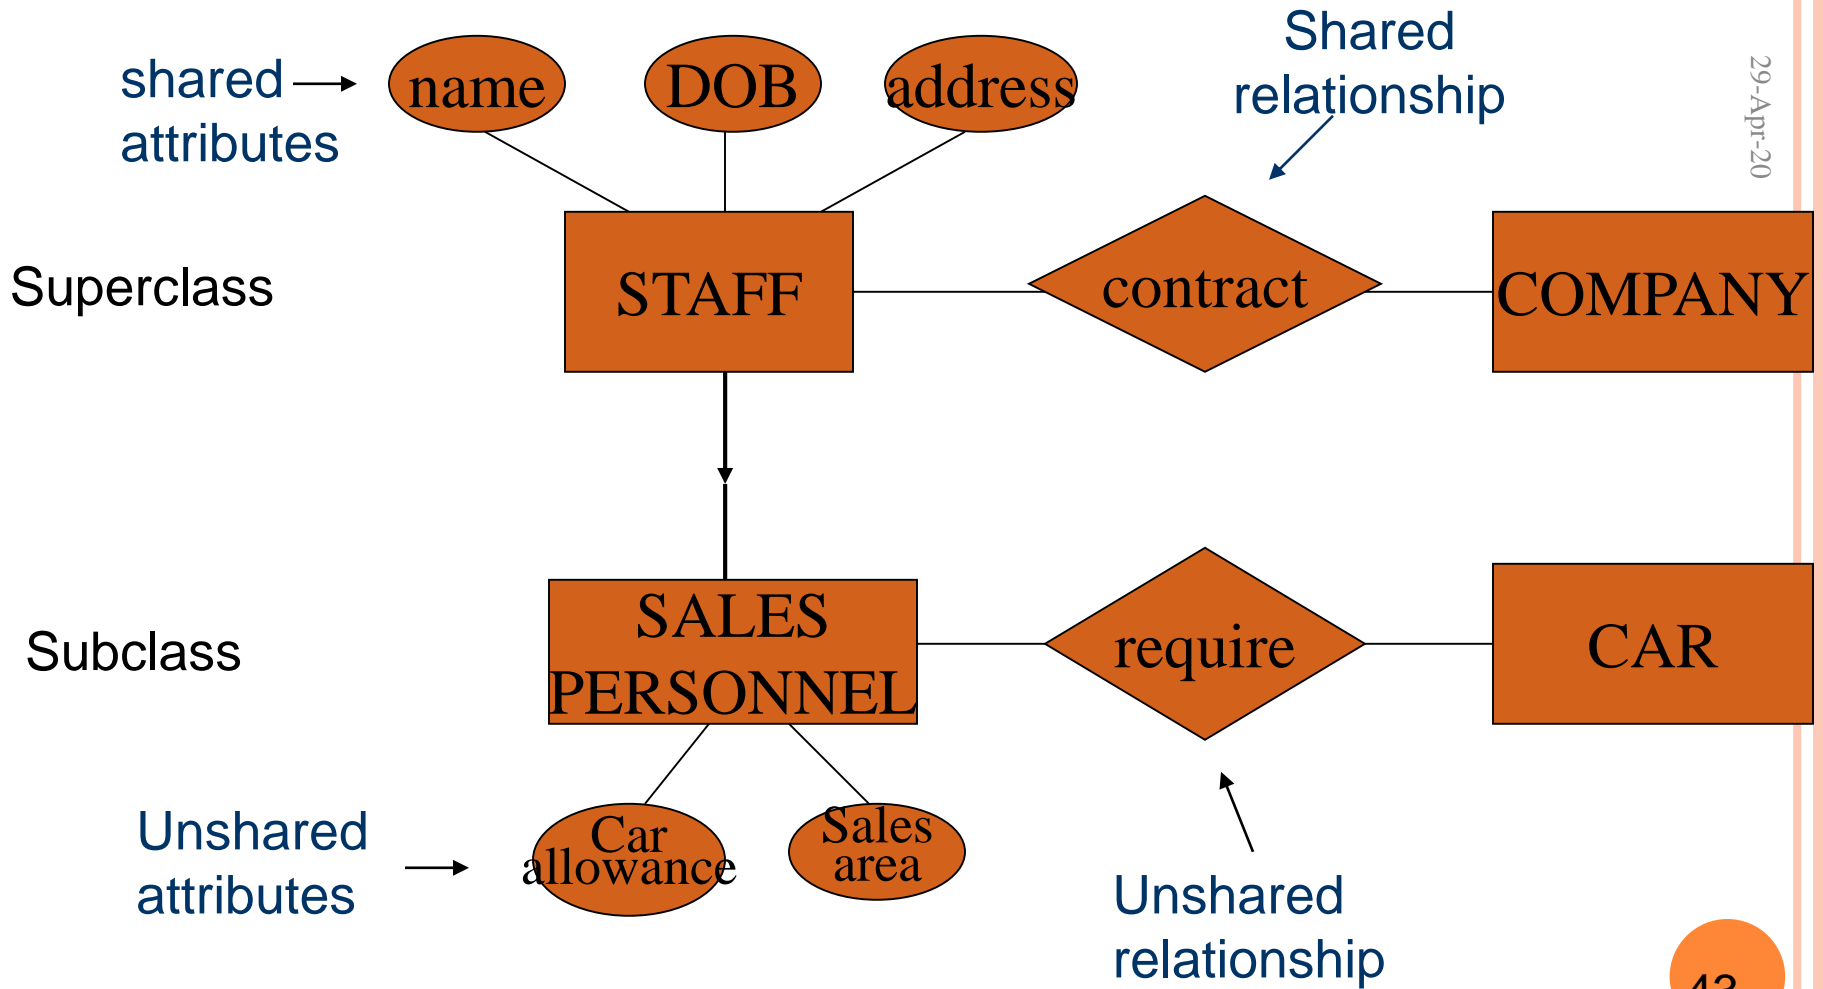 shared
attributes
name
DOB
address
Shared
relationship
29-Apr-20
Superclass
STAFF
contract
COMPANY
Subclass
SALES
PERSONNEL
require
CAR
Unshared
attributes
Car
allowance
Sales
area
Unshared
relationship
43